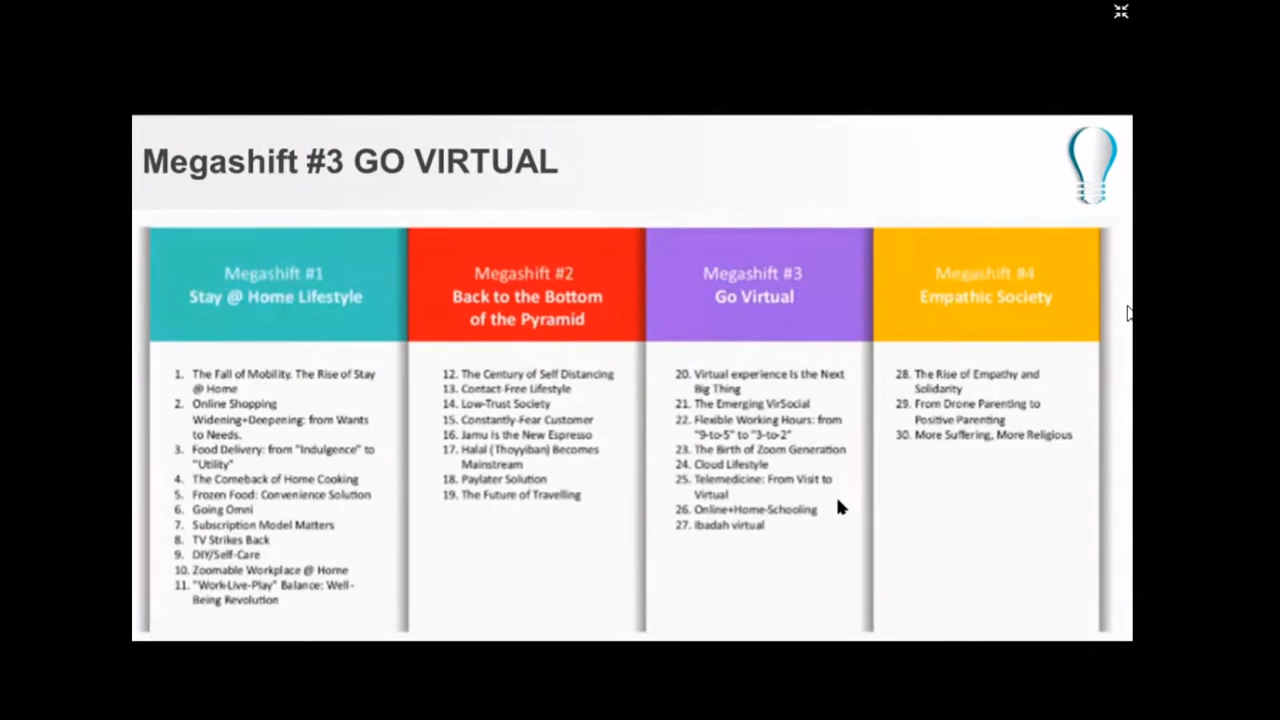 Megashift #3 GO VIRTUAL
Megashift #1
Stay @ Home Lifestyle
1. The Fall of Mobility. The Rise of Stay
@ Home
2. Online Shopping
Widening+Deepening: from Wants
to Needs.
3. Food Delivery: from "Indulgence" to
"Utility"
4. The Comeback of Home Cooking
5. Frozen Food: Convenience Solution
6. Going Omni
7. Subscription Model Matters
8. TV Strikes Back
9. DIY/Self-Care
10. Zoomable Workplace @ Home
11. "Work-Live-Play" Balance: Well-
Being Revolution
Megashift #2
Back to the Bottom
of the Pyramid
12. The Century of Self Distancing
13. Contact-Free Lifestyle
14. Low-Trust Society
15. Constantly-Fear Customer
16. Jamu Is the New Espresso
17. Halal (Thoyyiban) Becomes
Mainstream
18. Paylater Solution
19. The Future of Travelling
Megashift #3
Go Virtual
20. Virtual experience Is the Next
Big Thing
21. The Emerging VirSocial
22. Flexible Working Hours: from
"9-to-5" to "3-to-2"
23. The Birth of Zoom Generation
24. Cloud Lifestyle
25. Telemedicine: From Visit to
Virtual
26. Online+Home-Schooling
27. Ibadah virtual
Megashift #4
Empathic Society
28. The Rise of Empathy and
Solidarity
29. From Drone Parenting to
Positive Parenting
30. More Suffering, More Religious